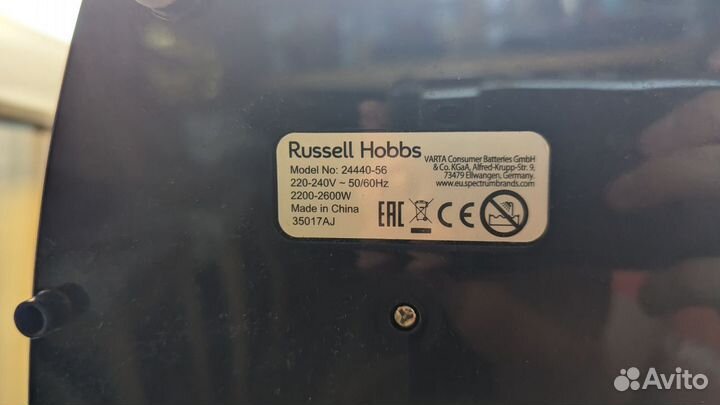 Russell Hobbs
Model No: 24440-56
220-240V ~ 50/60Hz
2200-2600W
Made in China
35017AJ
VARTA Consumer Batteries GmbH
& Co. KGaA, Alfred-Krupp-Str. 9,
73479 Ellwangen, Germany.
www.eu.spectrumbrands.com
EAC CE
Avito